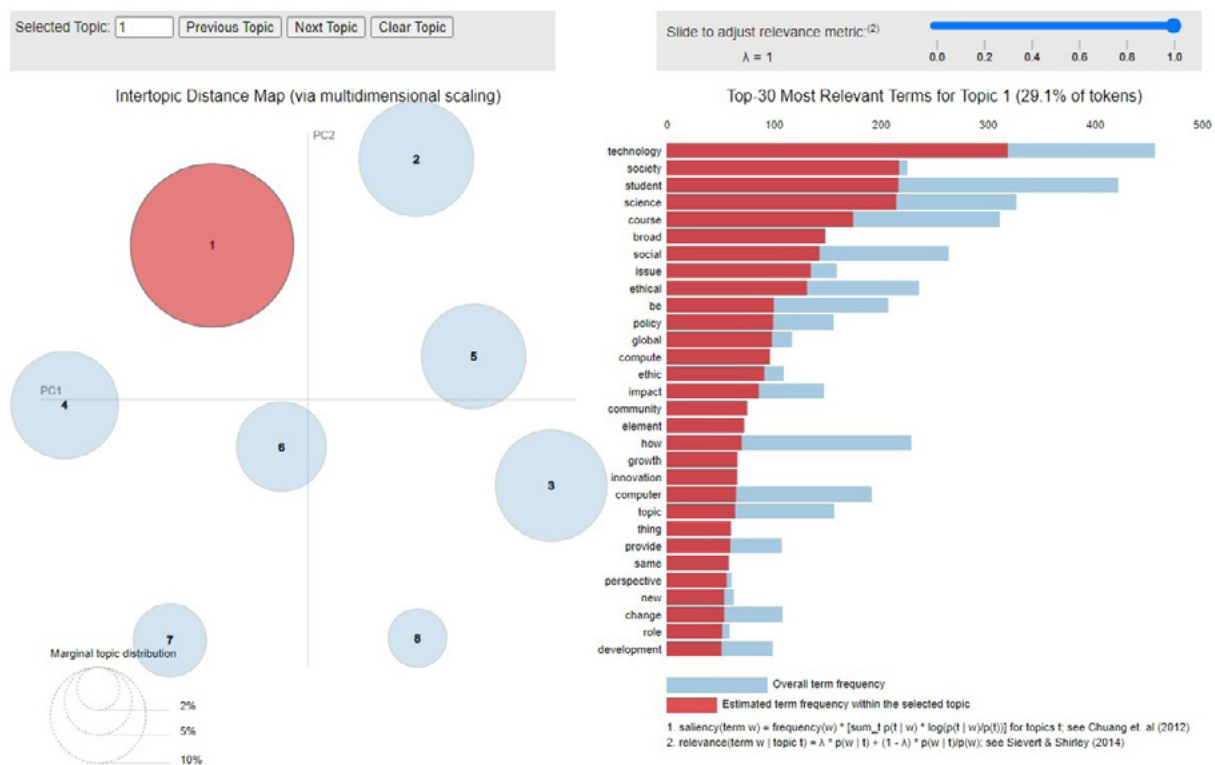 Selected Topic: 1 Previous Topic Next Topic Clear Topic
Slide to adjust relevance metric:(2)
λ = 1
0.0 0.2 0.4 0.6 0.8 1.0
Intertopic Distance Map (via multidimensional scaling)
PC2
PC1
1
2
3
4
5
6
7
8
Marginal topic distribution
2%
5%
10%
Top-30 Most Relevant Terms for Topic 1 (29.1% of tokens)
0 100 200 300 400 500
technology
society
student
science
course
broad
social
issue
ethical
be
policy
global
compute
ethic
impact
community
element
how
growth
innovation
computer
topic
thing
provide
same
perspective
new
change
role
development
Overall term frequency
Estimated term frequency within the selected topic
1. saliency(term w) = frequency(w) * [sum_t p(t | w) * log(p(t | w)/p(t))] for topics t; see Chuang et. al (2012)
2. relevance(term w | topic t) = λ * p(w | t) + (1 - λ) * p(w | t)/p(w); see Sievert & Shirley (2014)